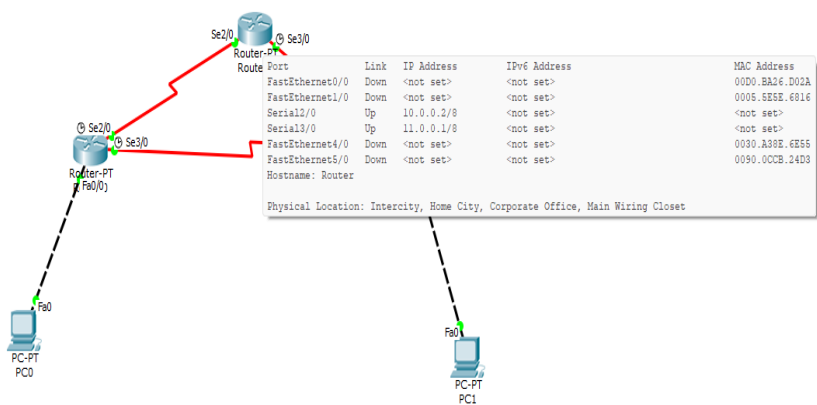 Se2/0
Se3/0
Router-PT
Route
Port Link IP Address IPv6 Address MAC Address
FastEthernet0/0 Down <not set> <not set> 00D0.BA26.D02A
FastEthernet1/0 Down <not set> <not set> 0005.5E5E.6816
Serial2/0 Up 10.0.0.2/8 <not set> <not set>
Serial3/0 Up 11.0.0.1/8 <not set> <not set>
FastEthernet4/0 Down <not set> <not set> 0030.A38E.6E55
FastEthernet5/0 Down <not set> <not set> 0090.0CCB.24D3
Hostname: Router
Physical Location: Intercity, Home City, Corporate Office, Main Wiring Closet
Se2/0
Se3/0
Router-PT
Fa0/0
Fa0
PC-PT
PC0
Fa0
PC-PT
PC1